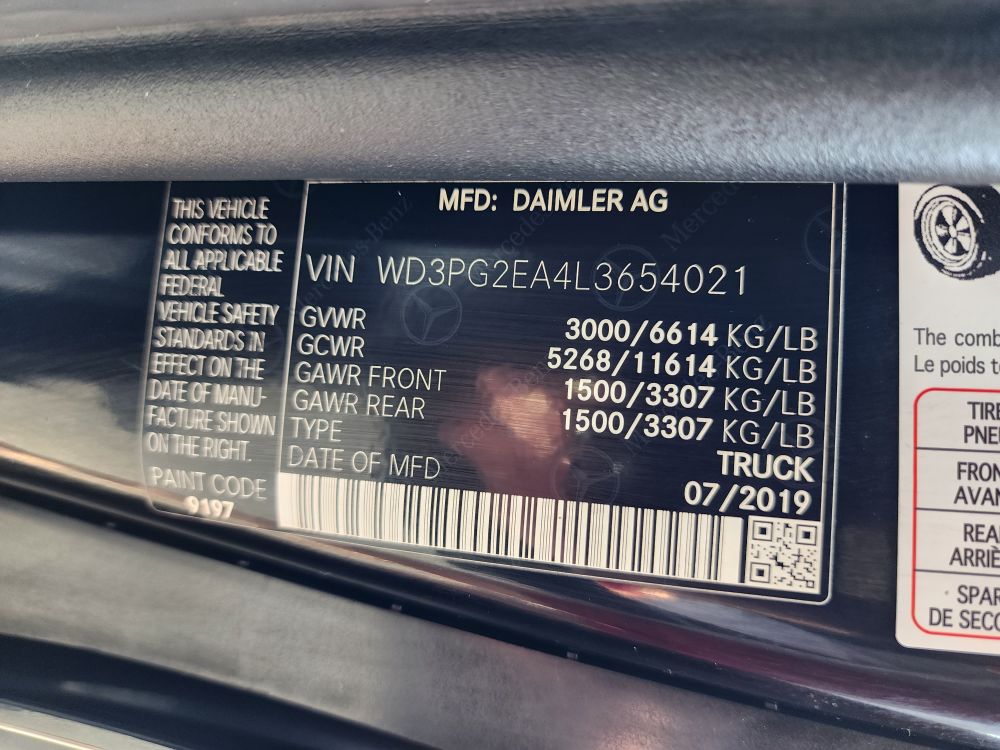 MFD: DAIMLER AG
THIS VEHICLE
CONFORMS TO
ALL APPLICABLE
FEDERAL
VEHICLE SAFETY
STANDARDS IN
EFFECT ON THE
DATE OF MANU-
FACTURE SHOWN
ON THE RIGHT.
PAINT CODE
9197
VIN WD3PG2EA4L3654021
GVWR 3000/6614 KG/LB
GCWR 5268/11614 KG/LB
GAWR FRONT 1500/3307 KG/LB
GAWR REAR 1500/3307 KG/LB
TYPE TRUCK
DATE OF MFD 07/2019
Mercedes-Benz
The comb
Le poids t
TIRE
PNE
FRON
AVAN
REA
ARRIÈ
SPAR
DE SECO